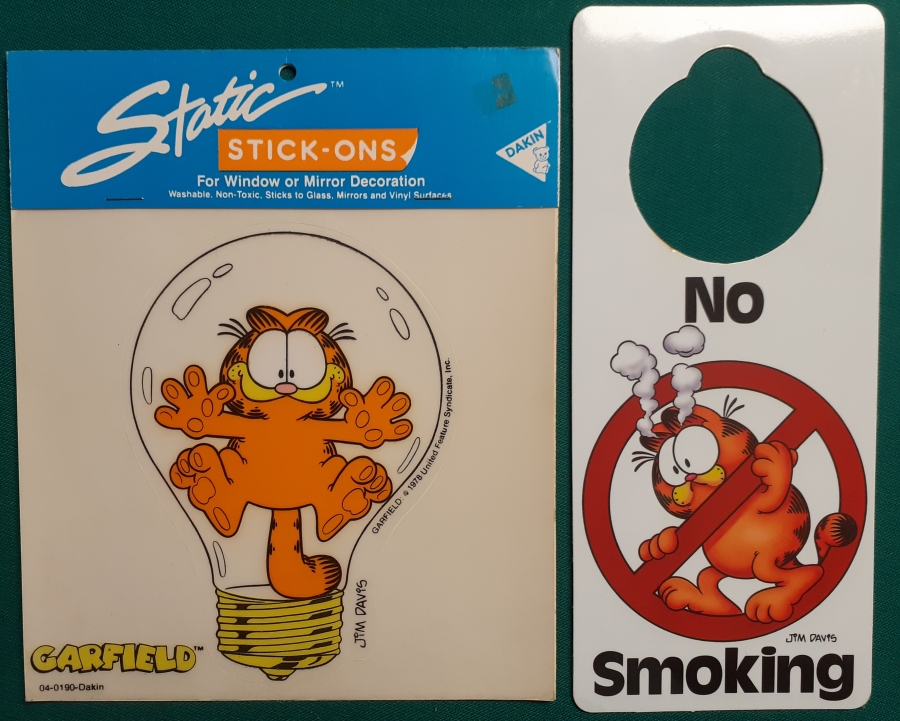 Static™
STICK-ONS
DAKIN
For Window or Mirror Decoration
Washable, Non-Toxic, Sticks to Glass, Mirrors and Vinyl Surfaces
GARFIELD: © 1978 United Feature Syndicate, Inc.
JIM DAVIS
GARFIELD™
04-0190-Dakin
No
JIM DAVIS
Smoking